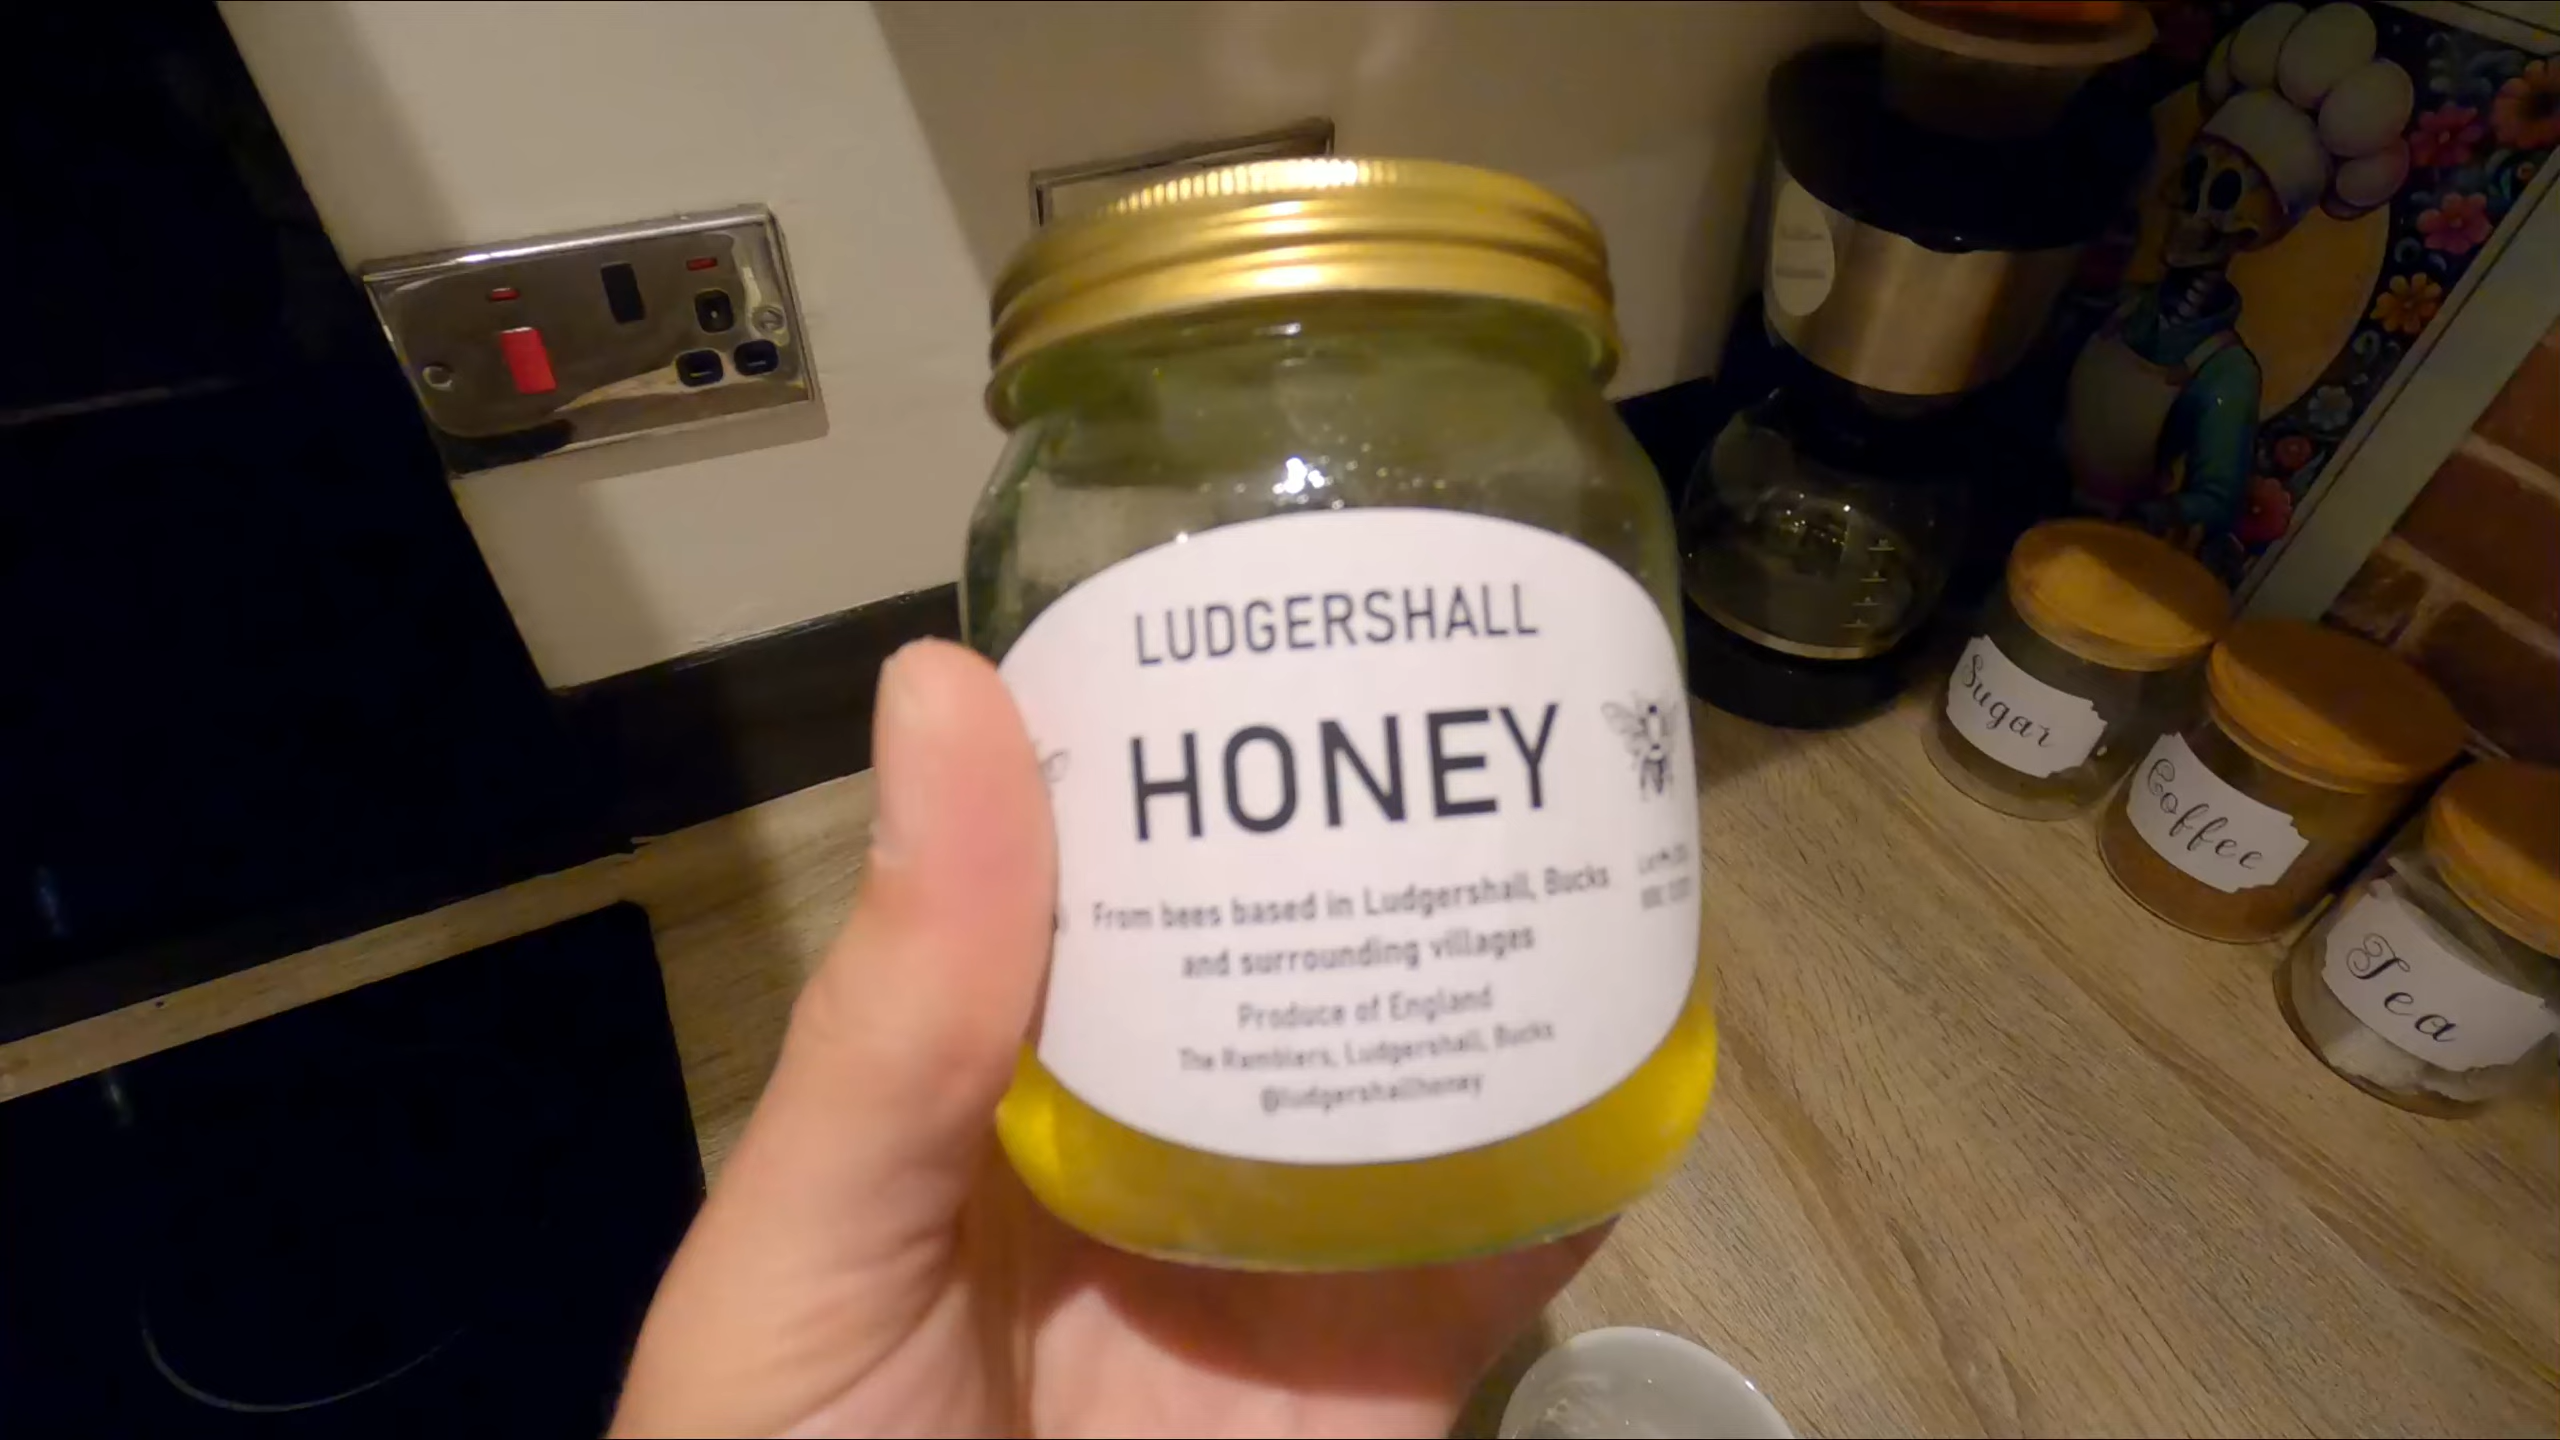 LUDGERSHALL
HONEY
From bees based in Ludgershall, Bucks
and surrounding villages
Produce of England
The Ramblers, Ludgershall, Bucks
@ludgershallhoney
Sugar
Coffee
Tea